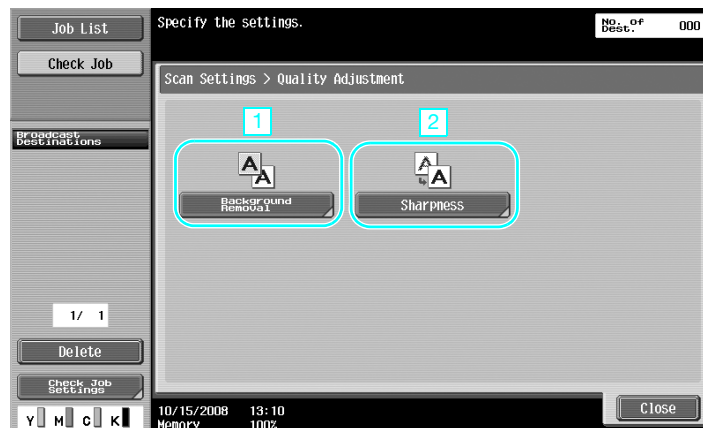 Job List
Check Job
Broadcast
Destinations
1/ 1
Delete
Check Job
Settings
Y M C K
Specify the settings.
No. of
Dest.
000
Scan Settings > Quality Adjustment
1
2
A
A
A
A
Background
Removal
Sharpness
10/15/2008 13:10
Memory 100%
Close